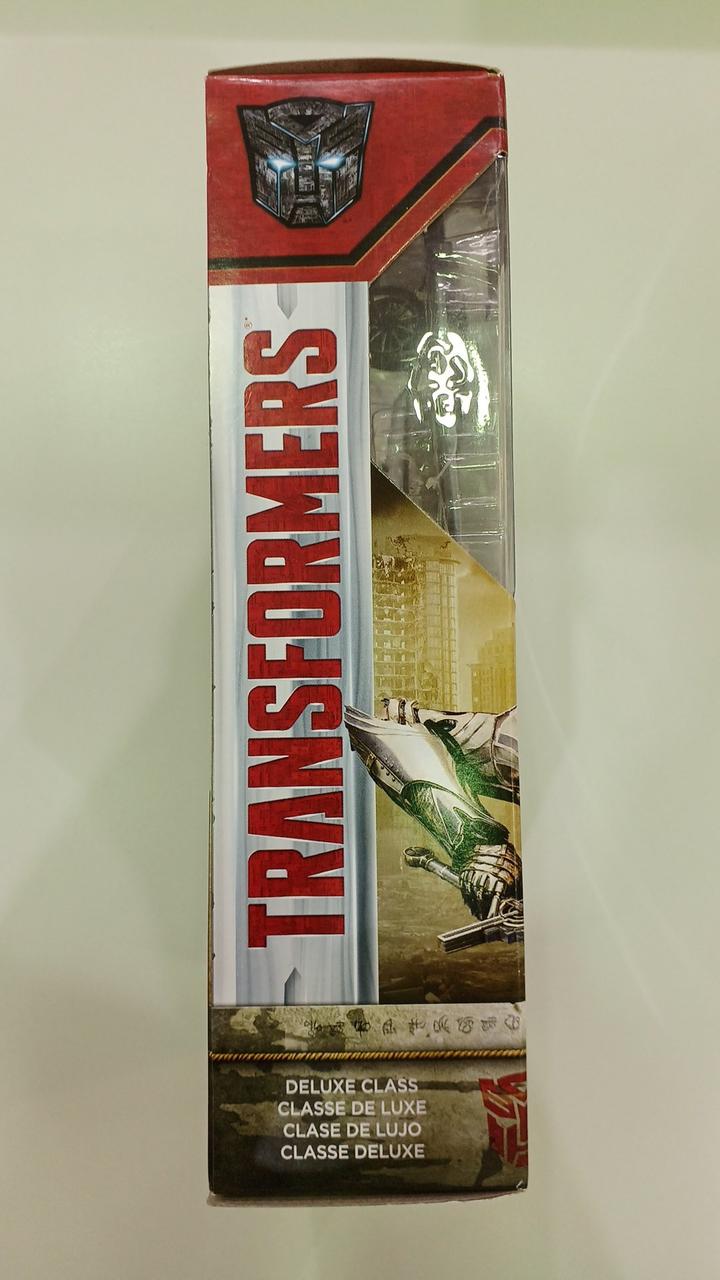 TRANSFORMERS®
DELUXE CLASS
CLASSE DE LUXE
CLASE DE LUJO
CLASSE DELUXE